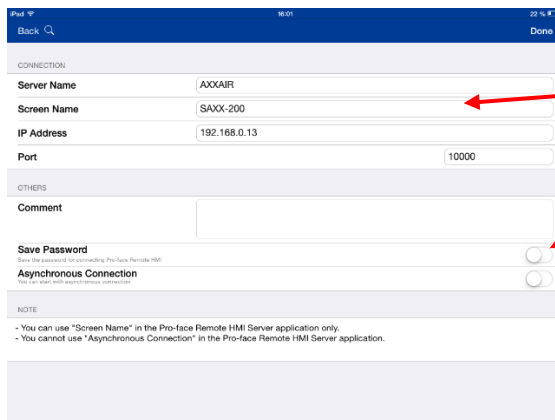 iPad 16:01 22 %
Back Done
CONNECTION
Server Name AXXAIR
Screen Name SAXX-200
IP Address 192.168.0.13
Port 10000
OTHERS
Comment
Save Password
Save the password for connecting Pro-face Remote HMI
Asynchronous Connection
You can start with asynchronous connection
NOTE
- You can use "Screen Name" in the Pro-face Remote HMI Server application only.
- You cannot use "Asynchronous Connection" in the Pro-face Remote HMI Server application.